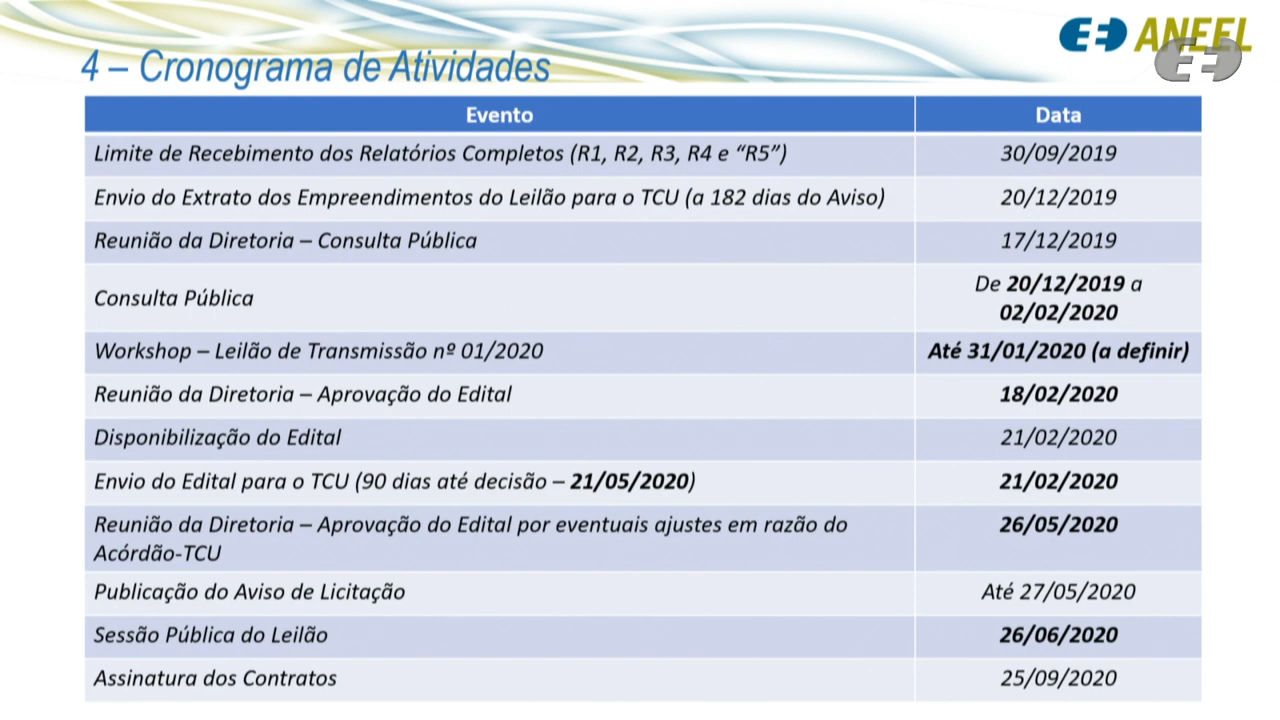 ANEEL
4 – Cronograma de Atividades
Evento Data
Limite de Recebimento dos Relatórios Completos (R1, R2, R3, R4 e “R5”) 30/09/2019
Envio do Extrato dos Empreendimentos do Leilão para o TCU (a 182 dias do Aviso) 20/12/2019
Reunião da Diretoria – Consulta Pública 17/12/2019
Consulta Pública De 20/12/2019 a
02/02/2020
Workshop – Leilão de Transmissão nº 01/2020 Até 31/01/2020 (a definir)
Reunião da Diretoria – Aprovação do Edital 18/02/2020
Disponibilização do Edital 21/02/2020
Envio do Edital para o TCU (90 dias até decisão – 21/05/2020) 21/02/2020
Reunião da Diretoria – Aprovação do Edital por eventuais ajustes em razão do 26/05/2020
Acórdão-TCU
Publicação do Aviso de Licitação Até 27/05/2020
Sessão Pública do Leilão 26/06/2020
Assinatura dos Contratos 25/09/2020